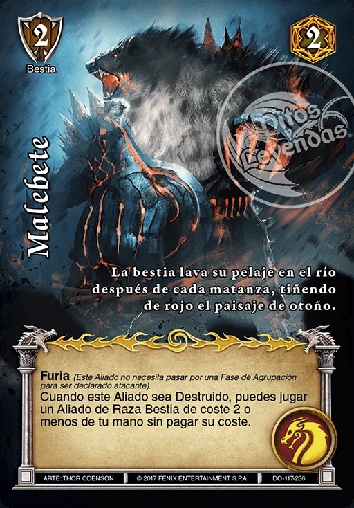 2
Bestia
2
Mitos y Leyendas
Malebete
La bestia lava su pelaje en el río
después de cada matanza, tiñendo
de rojo el paisaje de otoño.
Furia (Este Aliado no necesita pasar por una Fase de Agrupación
para ser declarado atacante).
Cuando este Aliado sea Destruido, puedes jugar
un Aliado de Raza Bestia de coste 2 o
menos de tu mano sin pagar su coste.
ARTE: THOR ODENSON © 2017 FENIX ENTERTAINMENT S.P.A. DO-117-256